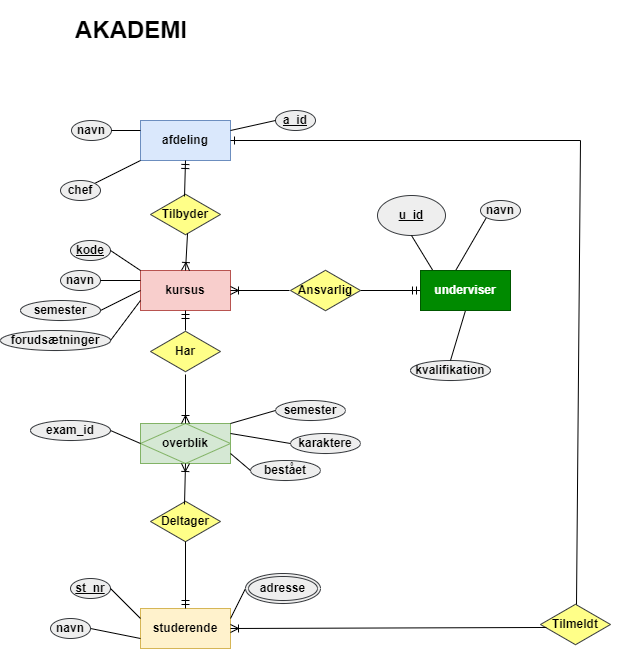 AKADEMI
navn
a_id
afdeling
chef
Tilbyder
u_id
navn
kode
navn
semester
forudsætninger
kursus
Ansvarlig
underviser
Har
kvalifikation
exam_id
overblik
semester
karaktere
bestået
Deltager
st_nr
adresse
navn
studerende
Tilmeldt